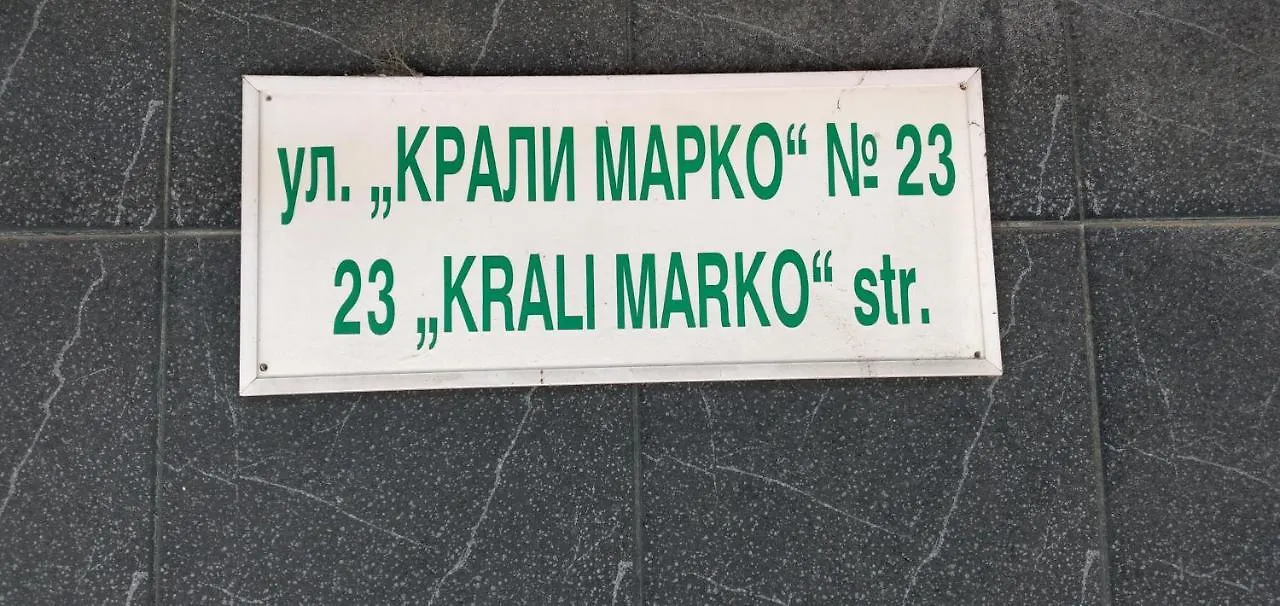 ул. „КРАЛИ МАРКО“ № 23
23 „KRALI MARKO“ str.